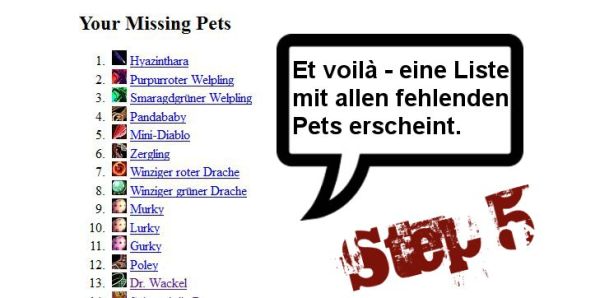 Your Missing Pets
1. Hyazinthara
2. Purpurroter Welpling
3. Smaragdgrüner Welpling
4. Pandababy
5. Mini-Diablo
6. Zergling
7. Winziger roter Drache
8. Winziger grüner Drache
9. Murky
10. Lurky
11. Gurky
12. Poley
13. Dr. Wackel
Et voilà - eine Liste
mit allen fehlenden
Pets erscheint.
Step 5